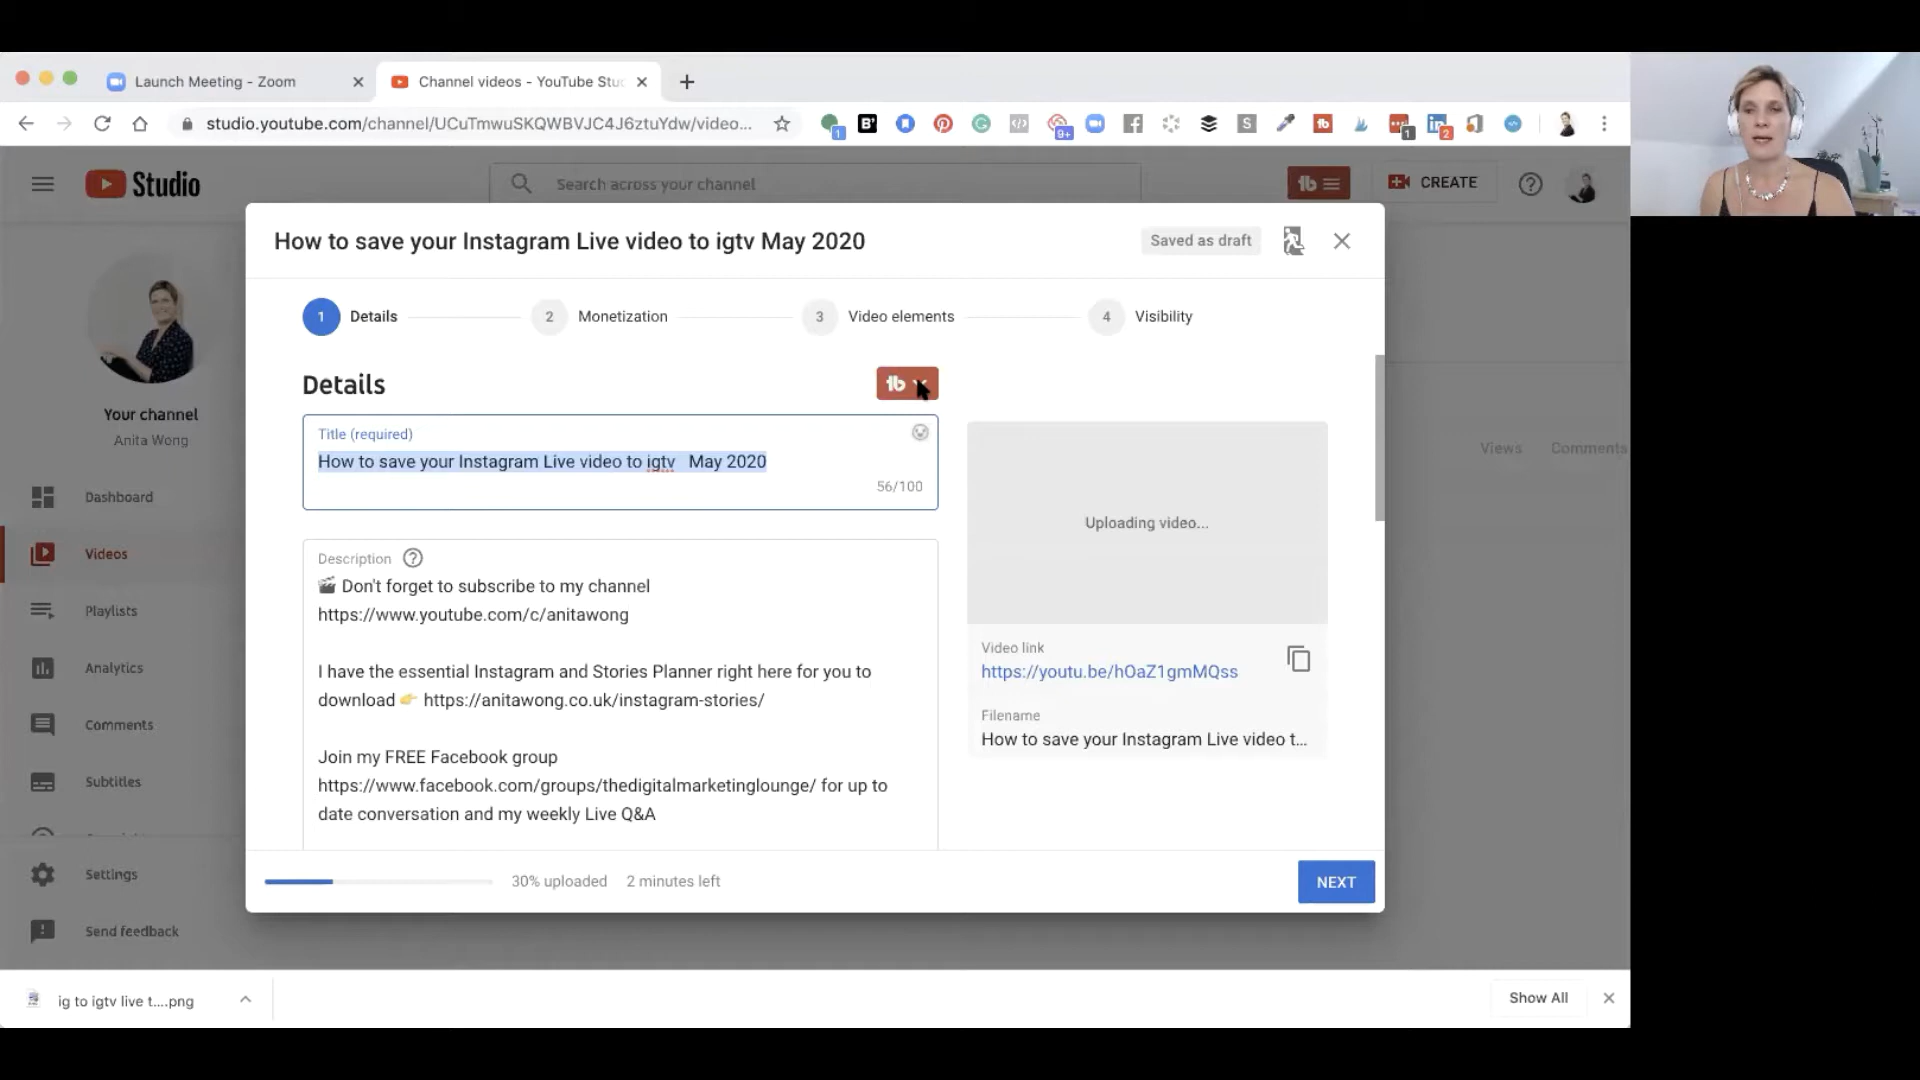 Launch Meeting - Zoom
Channel videos - YouTube Stu
studio.youtube.com/channel/UCuTmwuSKQWBVJC4J6ztuYdw/video...
1
B
9+
S
tb
1
in
2
Studio
Search across your channel
tb
CREATE
How to save your Instagram Live video to igtv May 2020
Saved as draft
1 Details
2 Monetization
3 Video elements
4 Visibility
Your channel
Anita Wong
Details
tb
Title (required)
How to save your Instagram Live video to igtv May 2020
56/100
Description ?
Don't forget to subscribe to my channel
https://www.youtube.com/c/anitawong
I have the essential Instagram and Stories Planner right here for you to
download https://anitawong.co.uk/instagram-stories/
Join my FREE Facebook group
https://www.facebook.com/groups/thedigitalmarketinglounge/ for up to
date conversation and my weekly Live Q&A
Uploading video...
Video link
https://youtu.be/hOaZ1gmMQss
Filename
How to save your Instagram Live video t...
Views
Comments
Dashboard
Videos
Playlists
Analytics
Comments
Subtitles
Settings
Send feedback
30% uploaded
2 minutes left
NEXT
ig to igtv live t....png
Show All